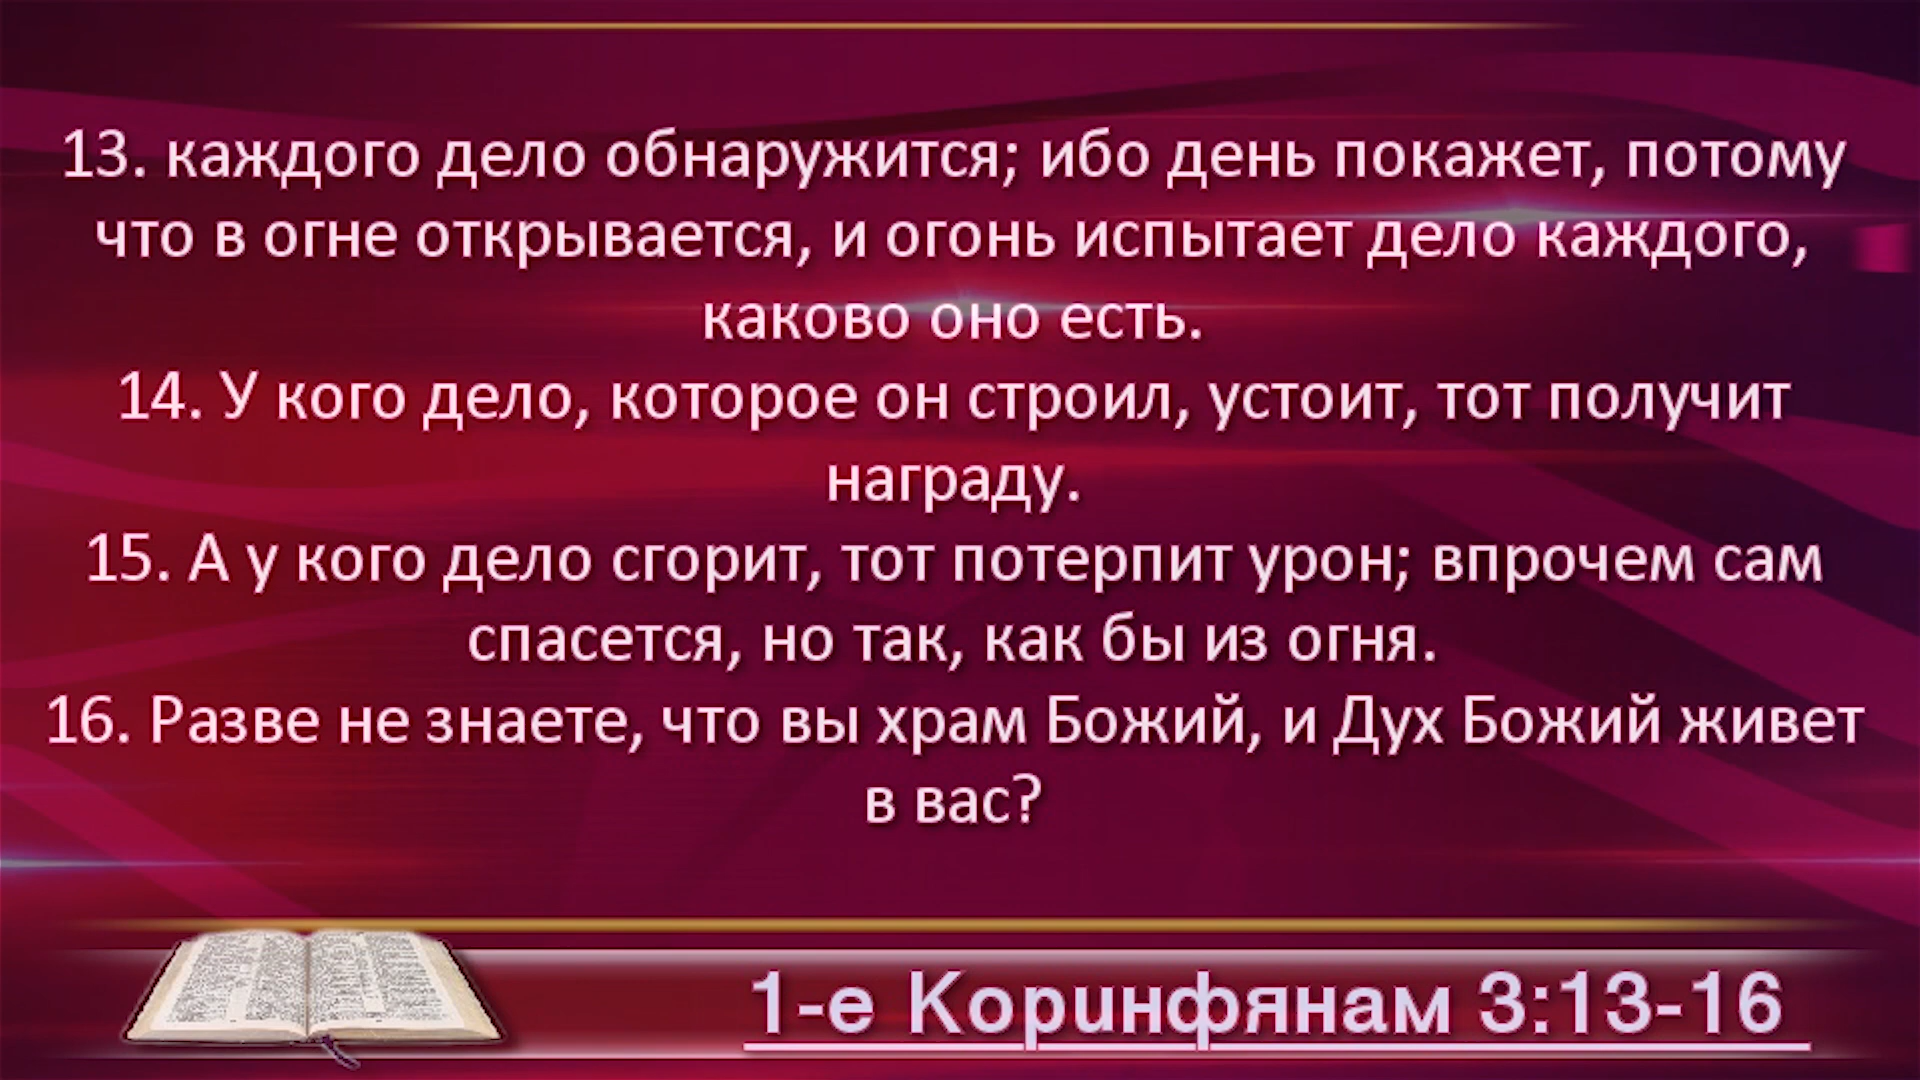 13. каждого дело обнаружится; ибо день покажет, потому
что в огне открывается, и огонь испытает дело каждого,
каково оно есть.
14. У кого дело, которое он строил, устоит, тот получит
награду.
15. А у кого дело сгорит, тот потерпит урон; впрочем сам
спасется, но так, как бы из огня.
16. Разве не знаете, что вы храм Божий, и Дух Божий живет
в вас?
1-е Коринфянам 3:13-16